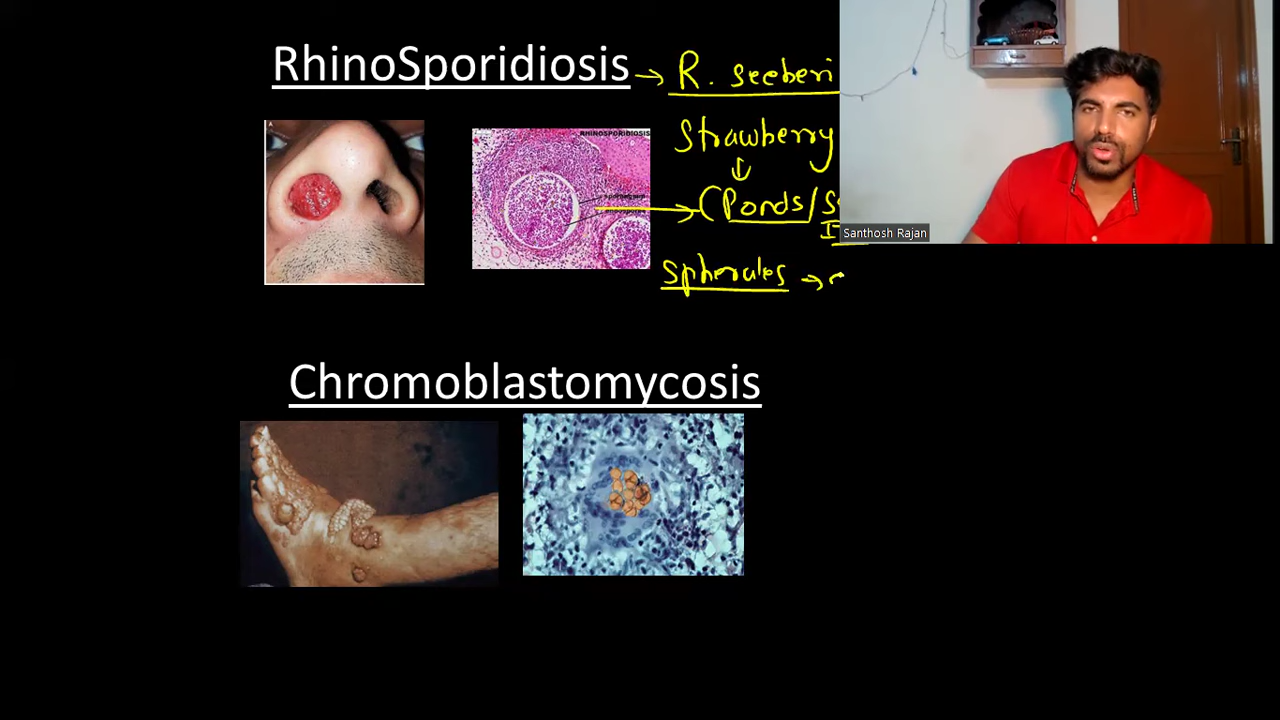 RhinoSporidiosis → R. seeberi
Strawberry
↓
(Ponds/S
RHINOSPORIDIOSIS
Santhosh Rajan
Spherules →
Chromoblastomycosis